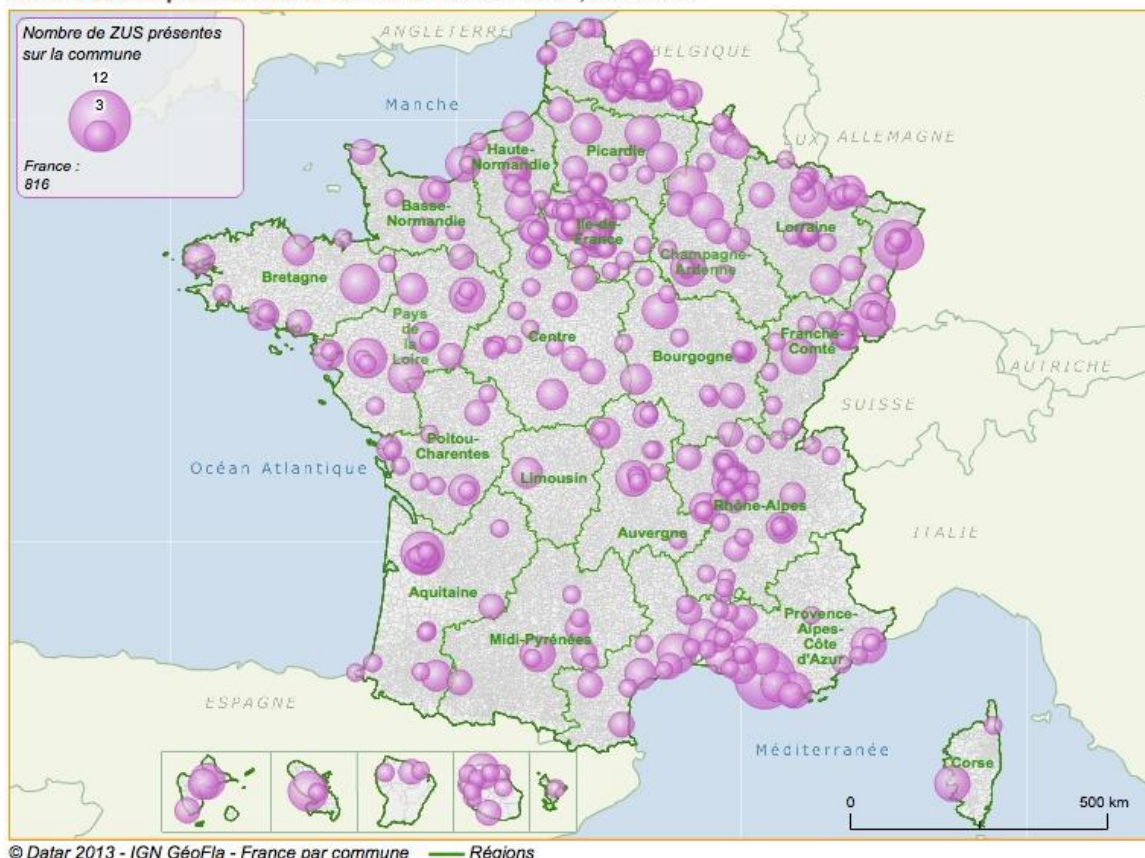 Nombre de ZUS présentes
sur la commune
12
3
France :
816
ANGLETERRE
BELGIQUE
Manche
LUX
ALLEMAGNE
Haute-
Normandie
Picardie
Basse-
Normandie
Ile-de-
France
Lorraine
Champagne-
Ardenne
Bretagne
Pays
de
la
Loire
Centre
Bourgogne
Franche-
Comté
AUTRICHE
SUISSE
Poitou-
Charentes
Océan Atlantique
Limousin
Rhône-Alpes
Auvergne
ITALIE
Aquitaine
Provence-
Alpes-
Côte
d'Azur
Midi-Pyrénées
ESPAGNE
Méditerranée
Corse
0
500 km
© Datar 2013 - IGN GéoFla - France par commune
Régions